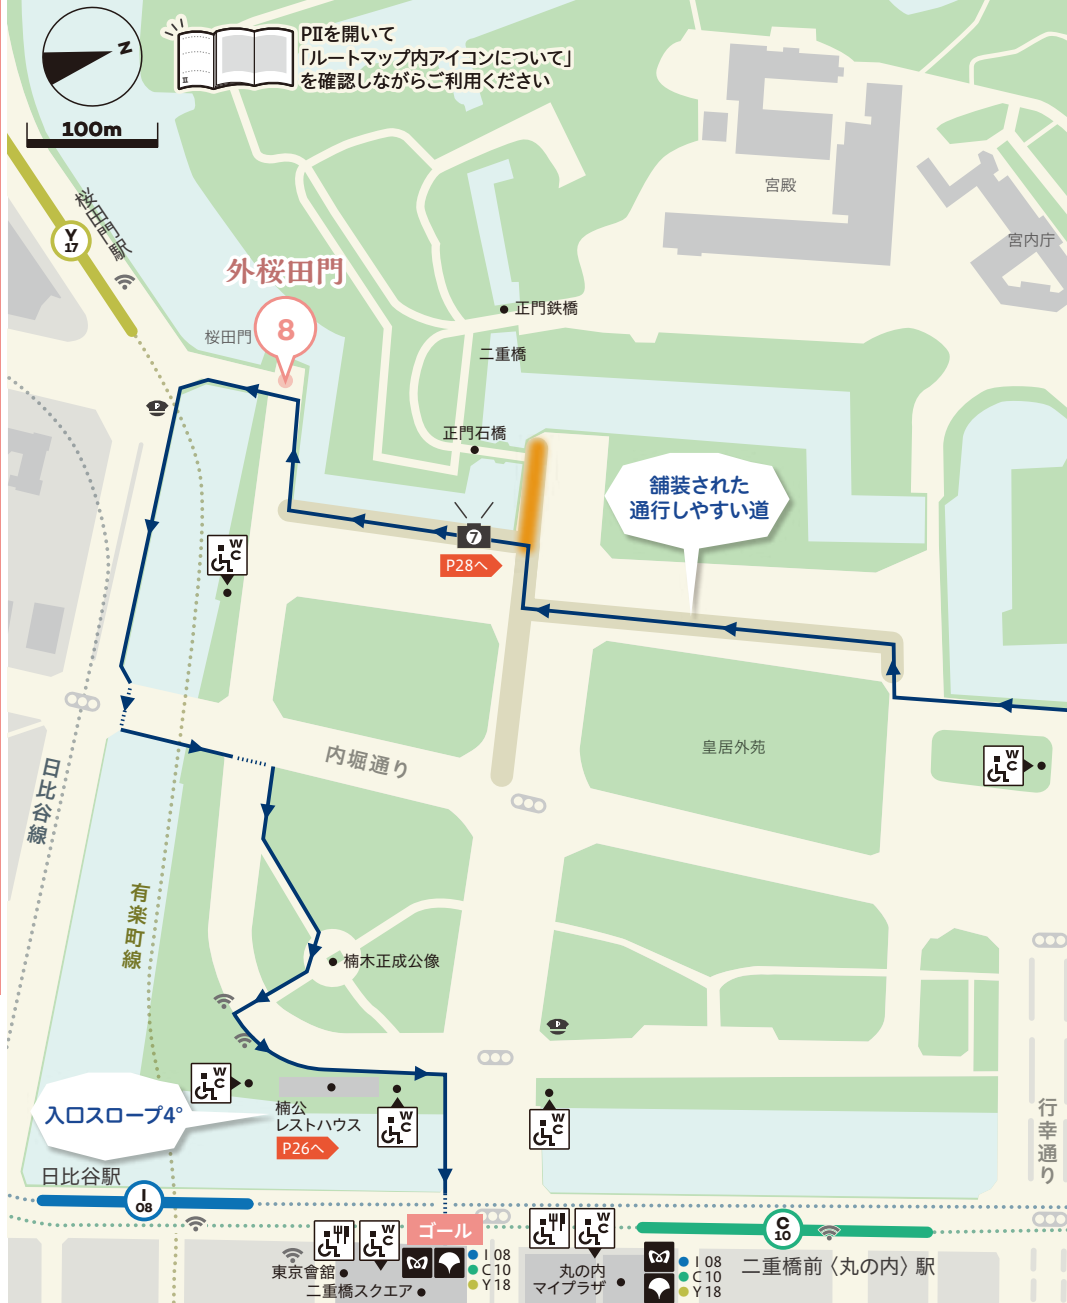 N
100m
PⅡを開いて
「ルートマップ内アイコンについて」
を確認しながらご利用ください
Ⅱ
桜田門駅
Y
17
宮殿
宮内庁
外桜田門
桜田門
8
正門鉄橋
二重橋
正門石橋
舗装された
通行しやすい道
7
P28へ
WC
皇居外苑
WC
内堀通り
日比谷線
有楽町線
楠木正成公像
WC
入口スロープ4°
楠公
レストハウス
P26へ
WC
WC
行幸通り
日比谷駅
I
08
C
10
二重橋前〈丸の内〉駅
ゴール
WC
東京會舘
二重橋スクエア
I 08
C 10
Y 18
WC
丸の内
マイプラザ
I 08
C 10
Y 18